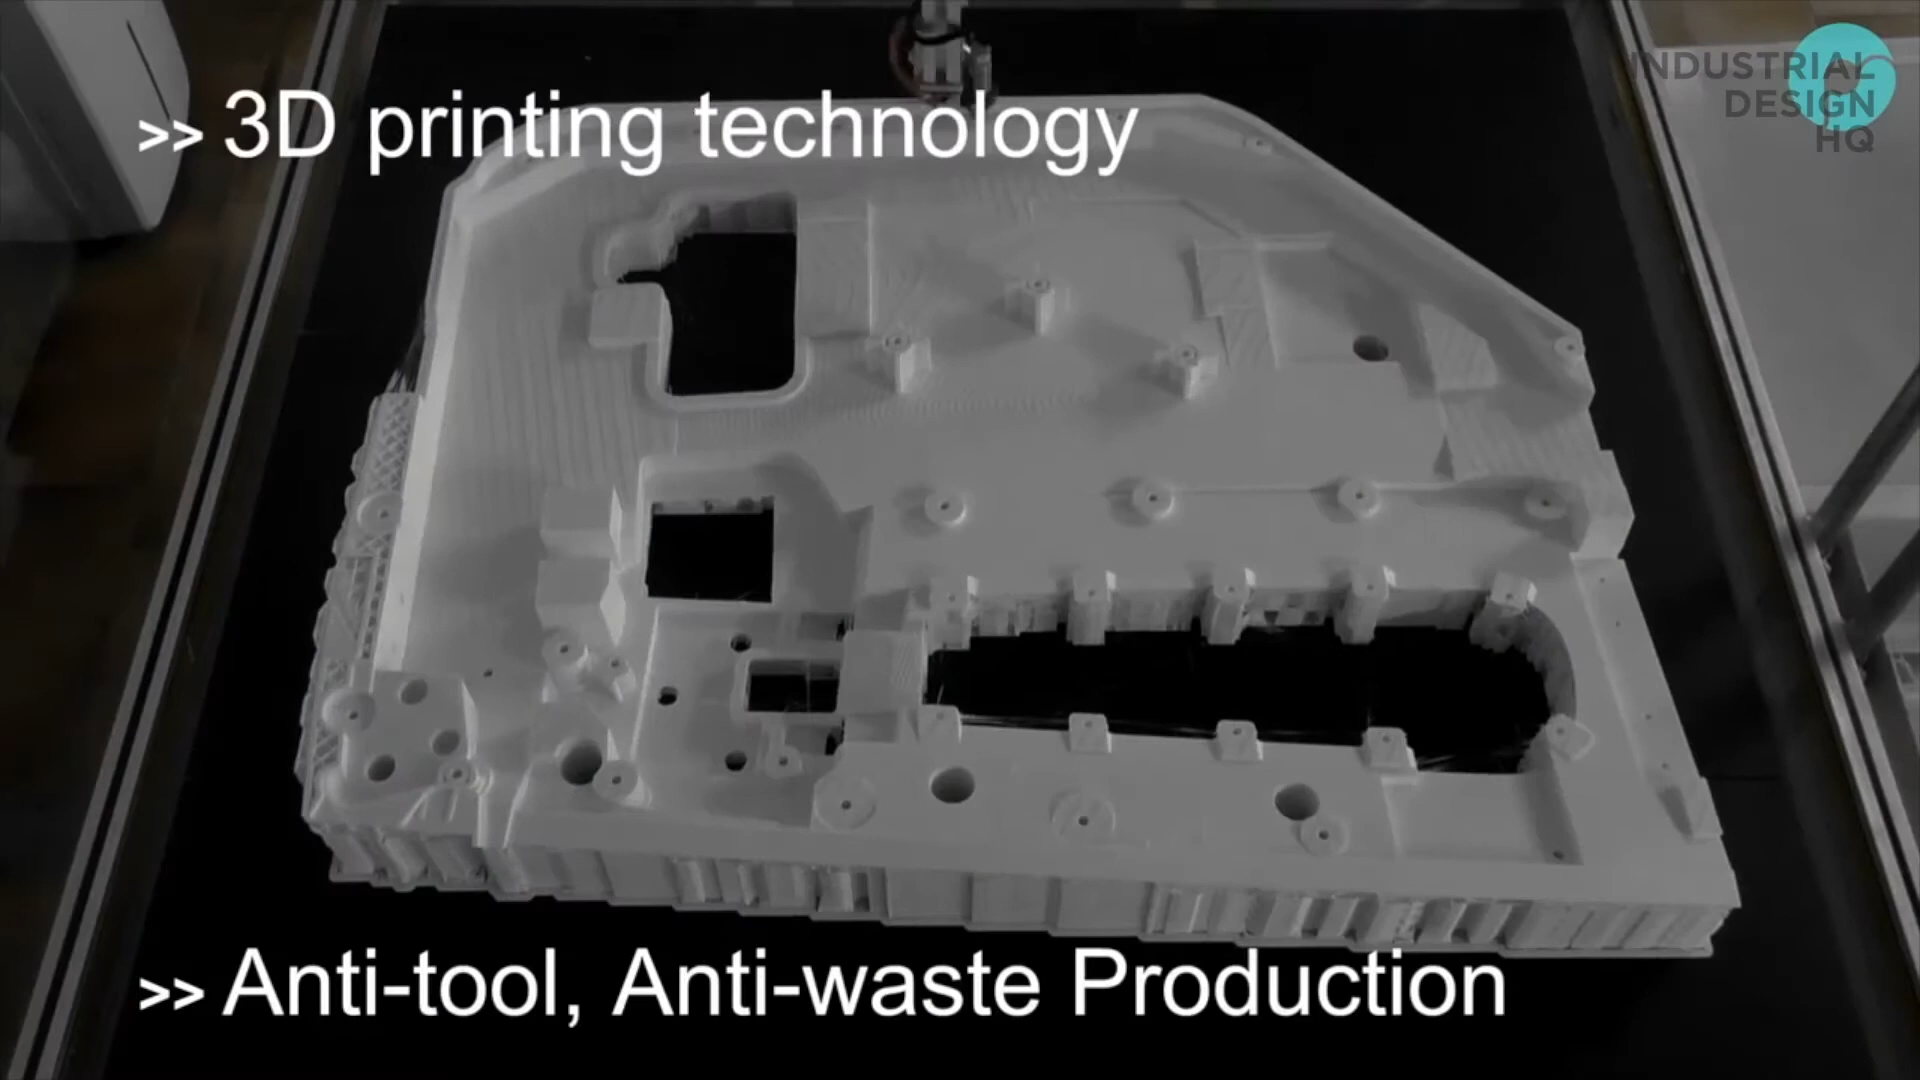 >> 3D printing technology
INDUSTRIAL
DESIGN
HQ
>> Anti-tool, Anti-waste Production